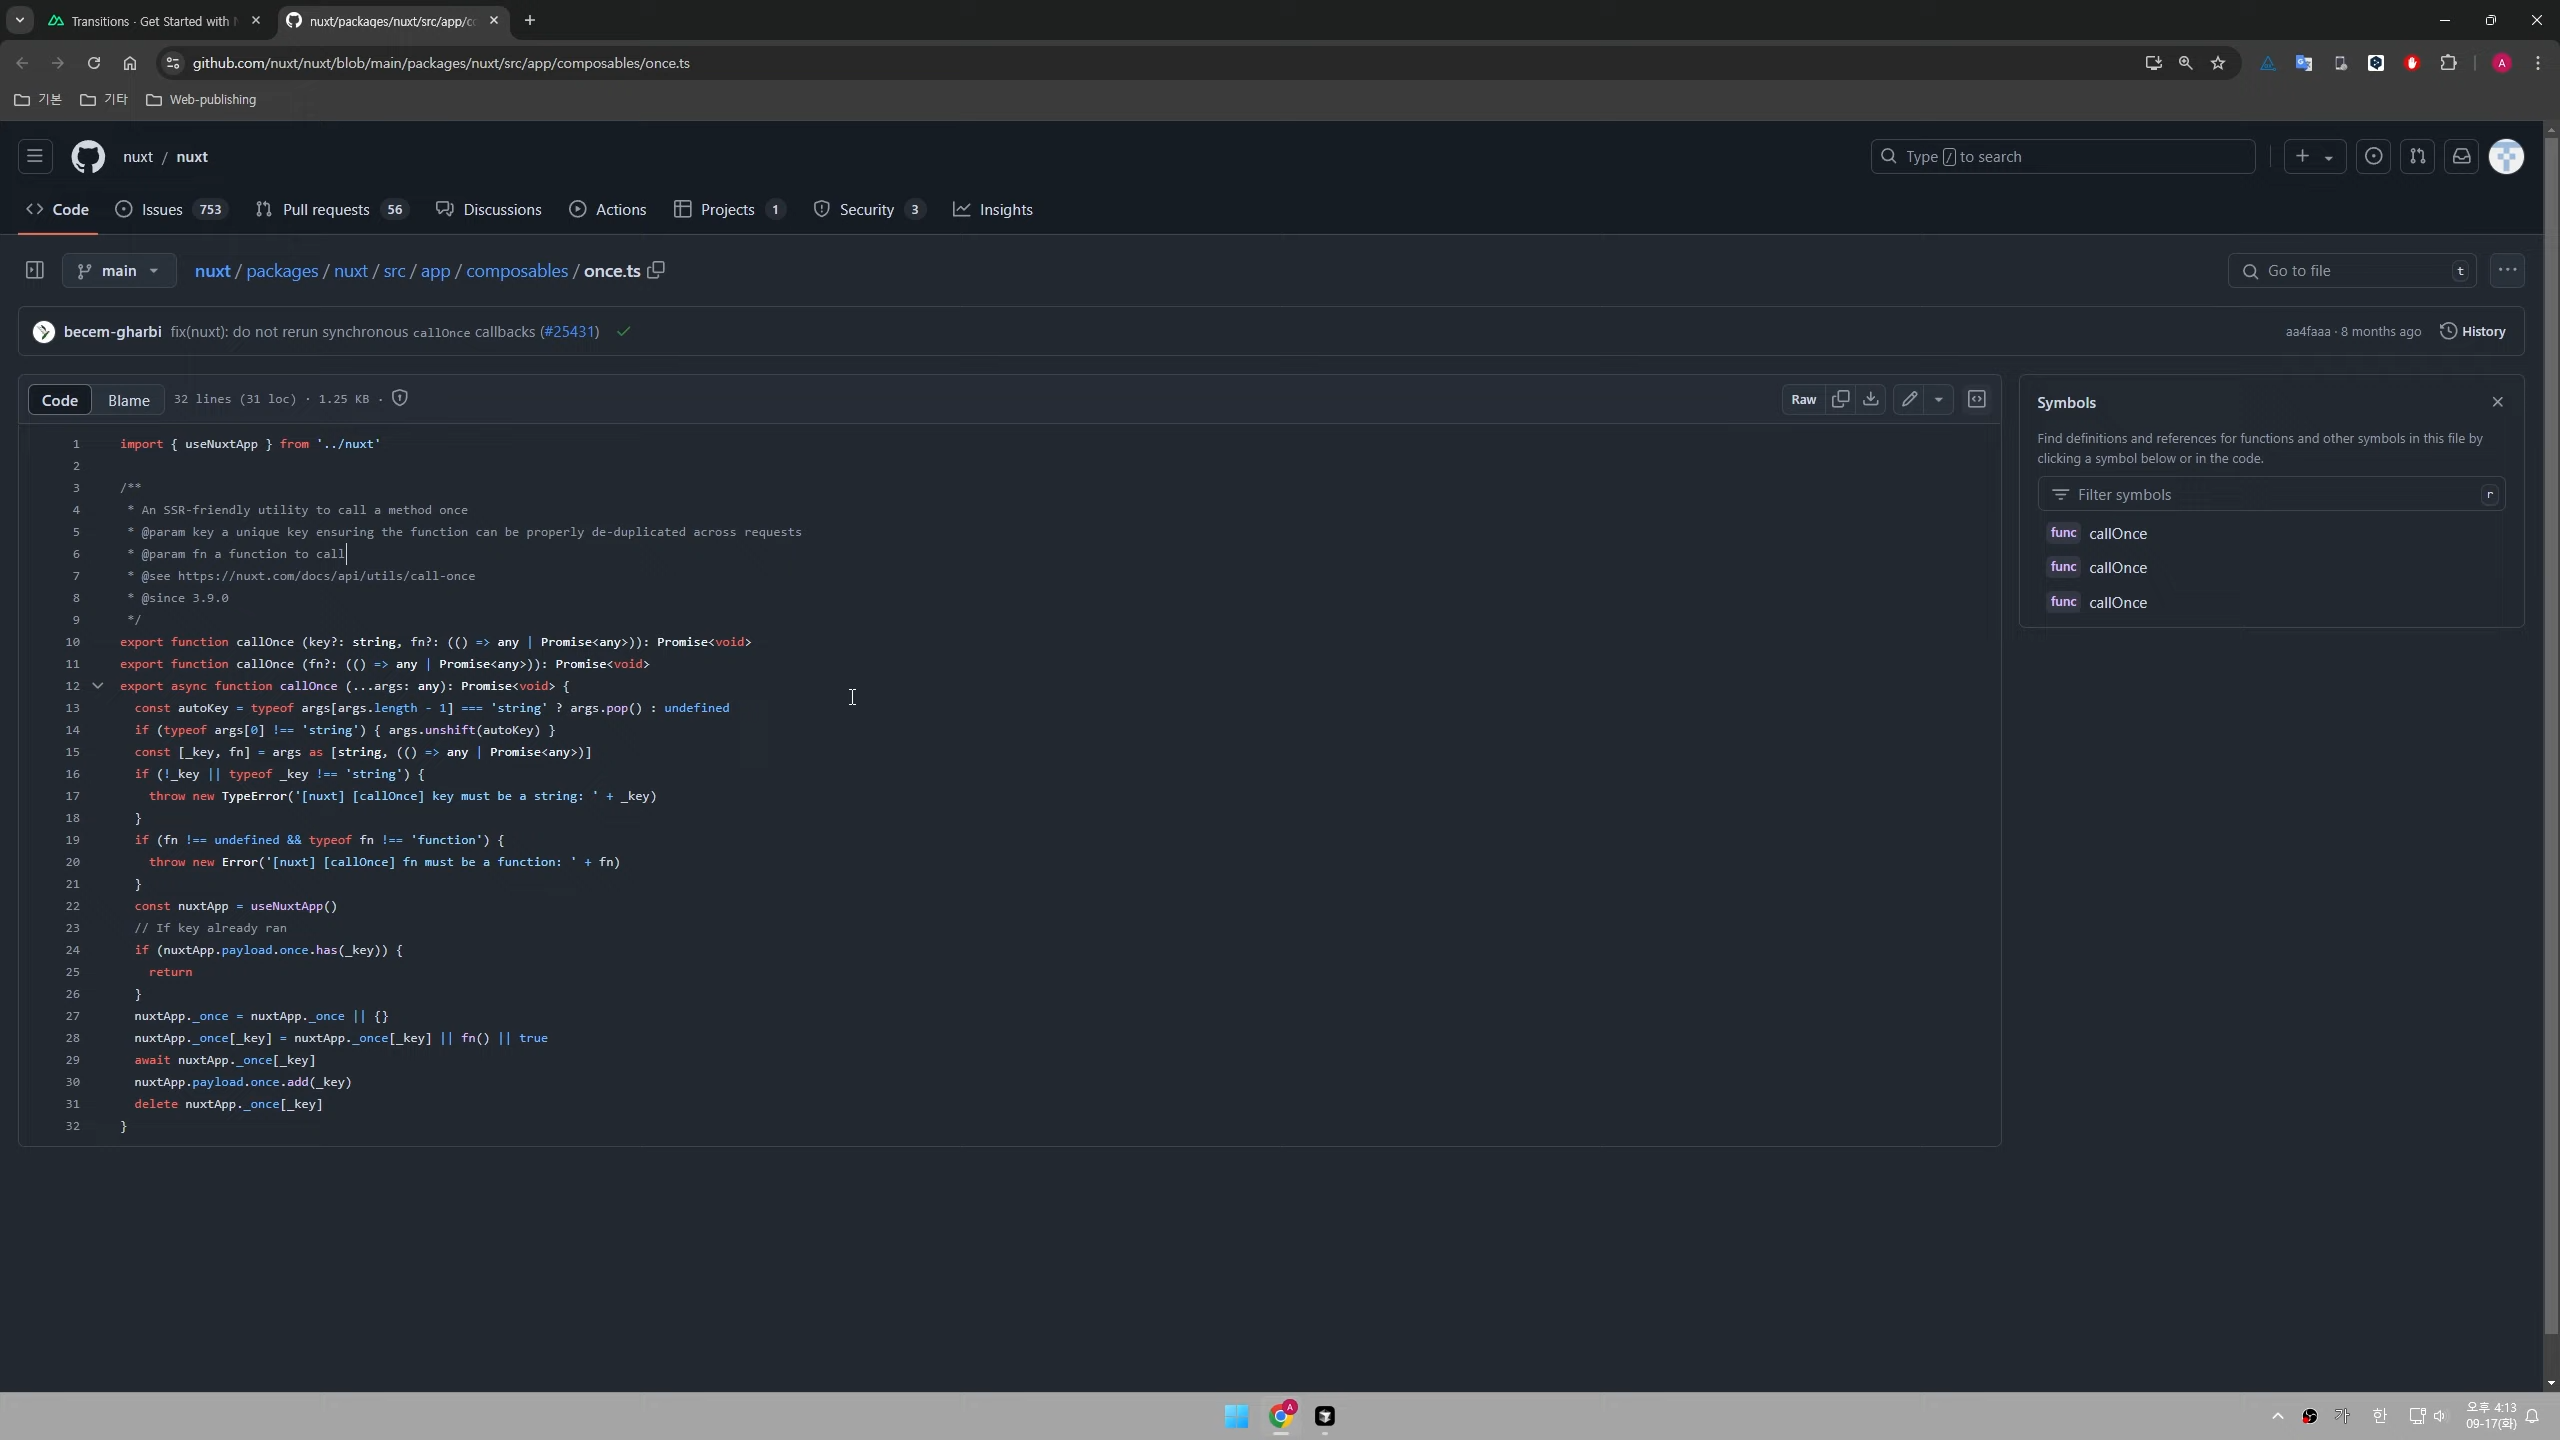 Transitions · Get Started with
nuxt/packages/nuxt/src/app/co
github.com/nuxt/nuxt/blob/main/packages/nuxt/src/app/composables/once.ts
A
기본
기타
Web-publishing
nuxt / nuxt
Type / to search
Code
Issues 753
Pull requests 56
Discussions
Actions
Projects 1
Security 3
Insights
main
nuxt / packages / nuxt / src / app / composables / once.ts
Go to file
t
becem-gharbi fix(nuxt): do not rerun synchronous callOnce callbacks (#25431)
aa4faaa · 8 months ago
History
Code
Blame
32 lines (31 loc) · 1.25 KB ·
Raw
1 import { useNuxtApp } from '../nuxt'
2
3 /**
4  * An SSR-friendly utility to call a method once
5  * @param key a unique key ensuring the function can be properly de-duplicated across requests
6  * @param fn a function to call
7  * @see https://nuxt.com/docs/api/utils/call-once
8  * @since 3.9.0
9  */
10 export function callOnce (key?: string, fn?: (() => any | Promise<any>)): Promise<void>
11 export function callOnce (fn?: (() => any | Promise<any>)): Promise<void>
12 export async function callOnce (...args: any): Promise<void> {
13   const autoKey = typeof args[args.length - 1] === 'string' ? args.pop() : undefined
14   if (typeof args[0] !== 'string') { args.unshift(autoKey) }
15   const [_key, fn] = args as [string, (() => any | Promise<any>)]
16   if (!_key || typeof _key !== 'string') {
17     throw new TypeError('[nuxt] [callOnce] key must be a string: ' + _key)
18   }
19   if (fn !== undefined && typeof fn !== 'function') {
20     throw new Error('[nuxt] [callOnce] fn must be a function: ' + fn)
21   }
22   const nuxtApp = useNuxtApp()
23   // If key already ran
24   if (nuxtApp.payload.once.has(_key)) {
25     return
26   }
27   nuxtApp._once = nuxtApp._once || {}
28   nuxtApp._once[_key] = nuxtApp._once[_key] || fn() || true
29   await nuxtApp._once[_key]
30   nuxtApp.payload.once.add(_key)
31   delete nuxtApp._once[_key]
32 }
Symbols
Find definitions and references for functions and other symbols in this file by
clicking a symbol below or in the code.
Filter symbols
r
func callOnce
func callOnce
func callOnce
A
가
한
오후 4:13
09-17(화)